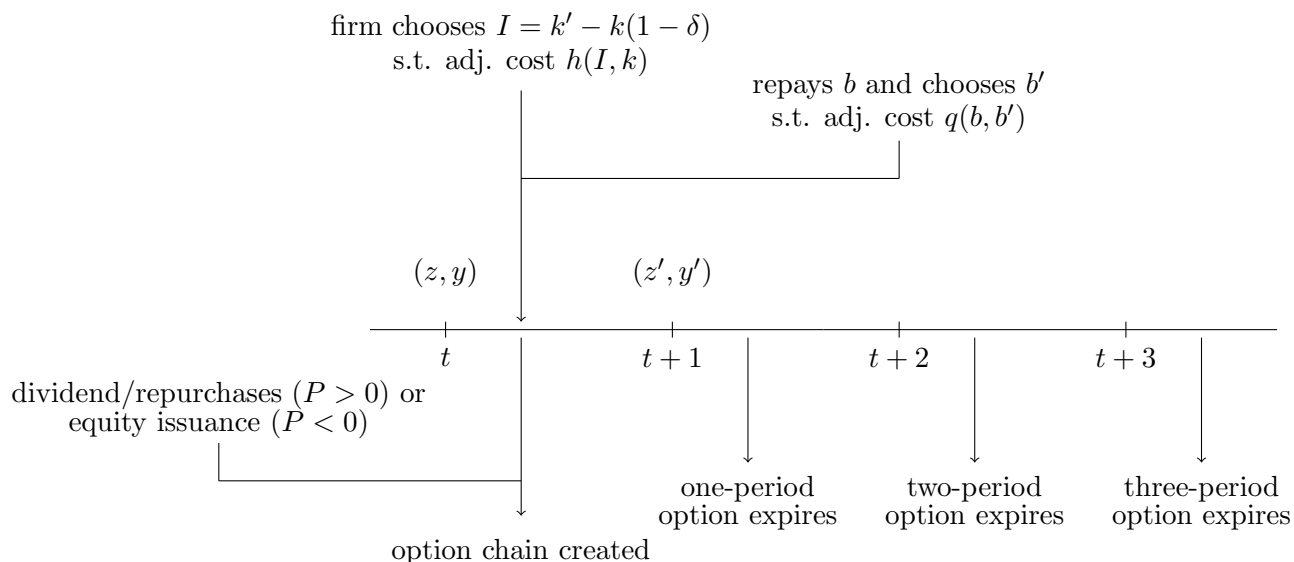 firm chooses I = k′ − k(1 − δ)
s.t. adj. cost h(I, k)
repays b and chooses b′
s.t. adj. cost q(b, b′)
(z, y)
(z′, y′)
t
t + 1
t + 2
t + 3
dividend/repurchases (P > 0) or
equity issuance (P < 0)
one-period
option expires
two-period
option expires
three-period
option expires
option chain created